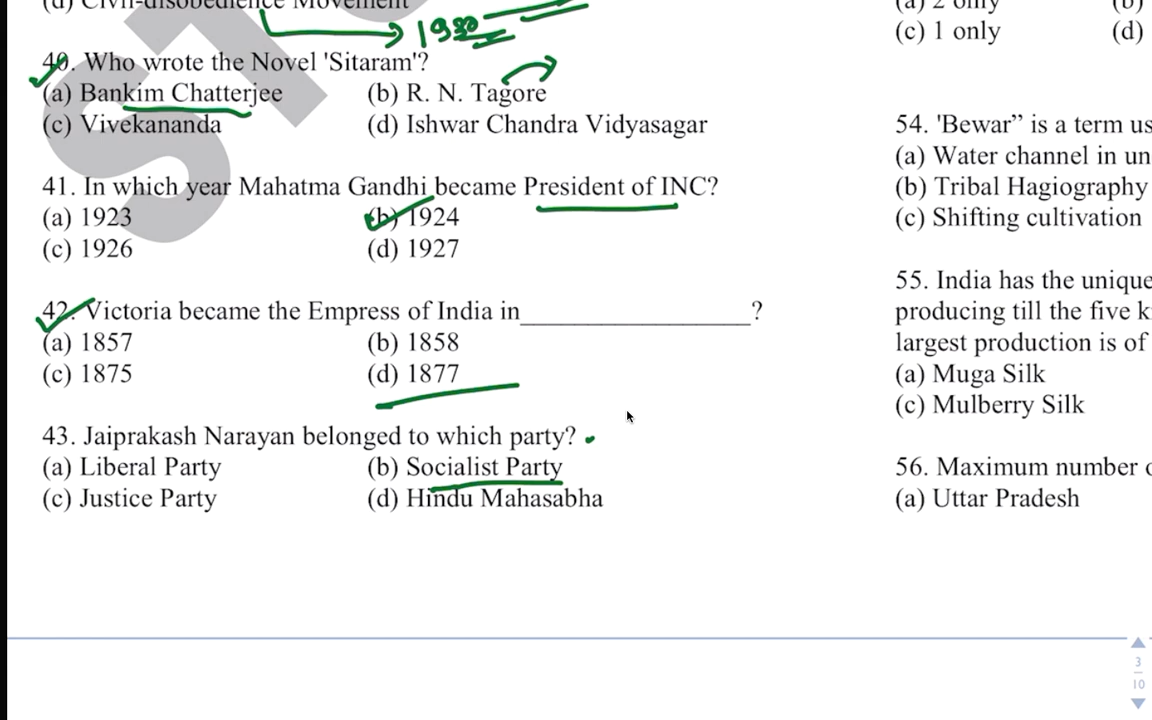 (d) Civil-disobedience Movement
1930
40. Who wrote the Novel 'Sitaram'?
(a) Bankim Chatterjee (b) R. N. Tagore
(c) Vivekananda (d) Ishwar Chandra Vidyasagar
41. In which year Mahatma Gandhi became President of INC?
(a) 1923 (b) 1924
(c) 1926 (d) 1927
42. Victoria became the Empress of India in__________________?
(a) 1857 (b) 1858
(c) 1875 (d) 1877
43. Jaiprakash Narayan belonged to which party?
(a) Liberal Party (b) Socialist Party
(c) Justice Party (d) Hindu Mahasabha
(a) 2 only (b)
(c) 1 only (d)
54. 'Bewar” is a term us
(a) Water channel in un
(b) Tribal Hagiography
(c) Shifting cultivation
55. India has the unique
producing till the five k
largest production is of
(a) Muga Silk
(c) Mulberry Silk
56. Maximum number
(a) Uttar Pradesh
3
10